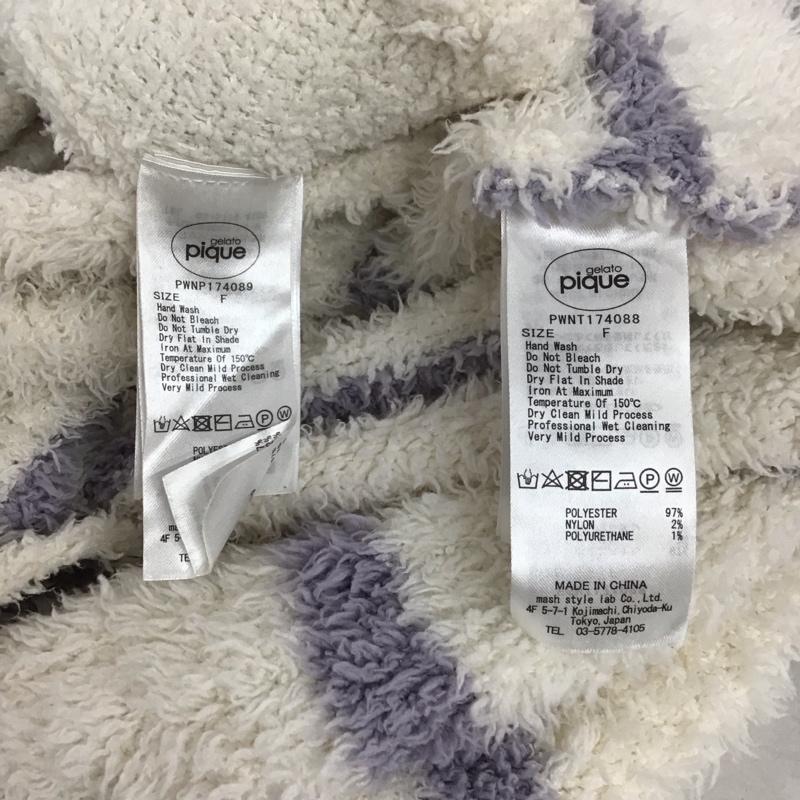 gelato
pique
PWNP174089
SIZE F
Hand Wash
Do Not Bleach
Do Not Tumble Dry
Dry Flat In Shade
Iron At Maximum
Temperature Of 150℃
Dry Clean Mild Process
Professional Wet Cleaning
Very Mild Process
P W
4F 5-
gelato
pique
PWNT174088
SIZE F
Hand Wash
Do Not Bleach
Do Not Tumble Dry
Dry Flat In Shade
Iron At Maximum
Temperature Of 150℃
Dry Clean Mild Process
Professional Wet Cleaning
Very Mild Process
P W
POLYESTER 97%
NYLON 2%
POLYURETHANE 1%
MADE IN CHINA
mash style lab Co., Ltd.
4F 5-7-1 Kojimachi, Chiyoda-Ku
Tokyo, Japan
TEL 03-5778-4105